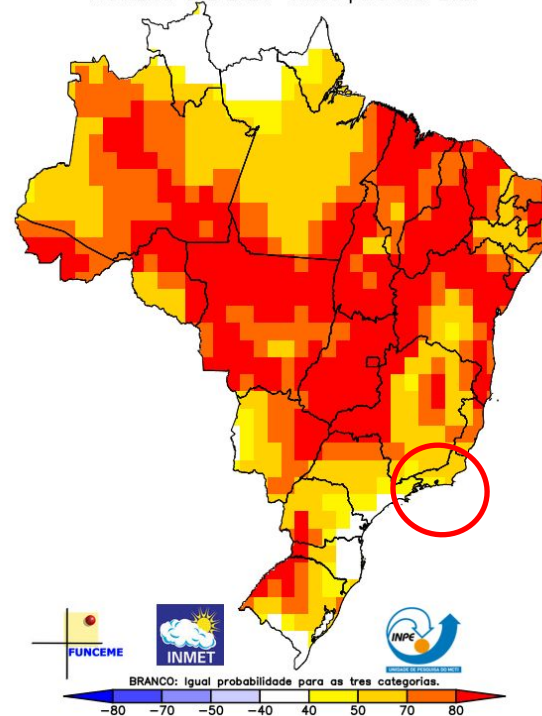 FUNCEME
INMET
INPE
UNIDADE DE PESQUISA DO MCTI
BRANCO: Igual probabilidade para as tres categorias.
-80 -70 -50 -40 40 50 70 80